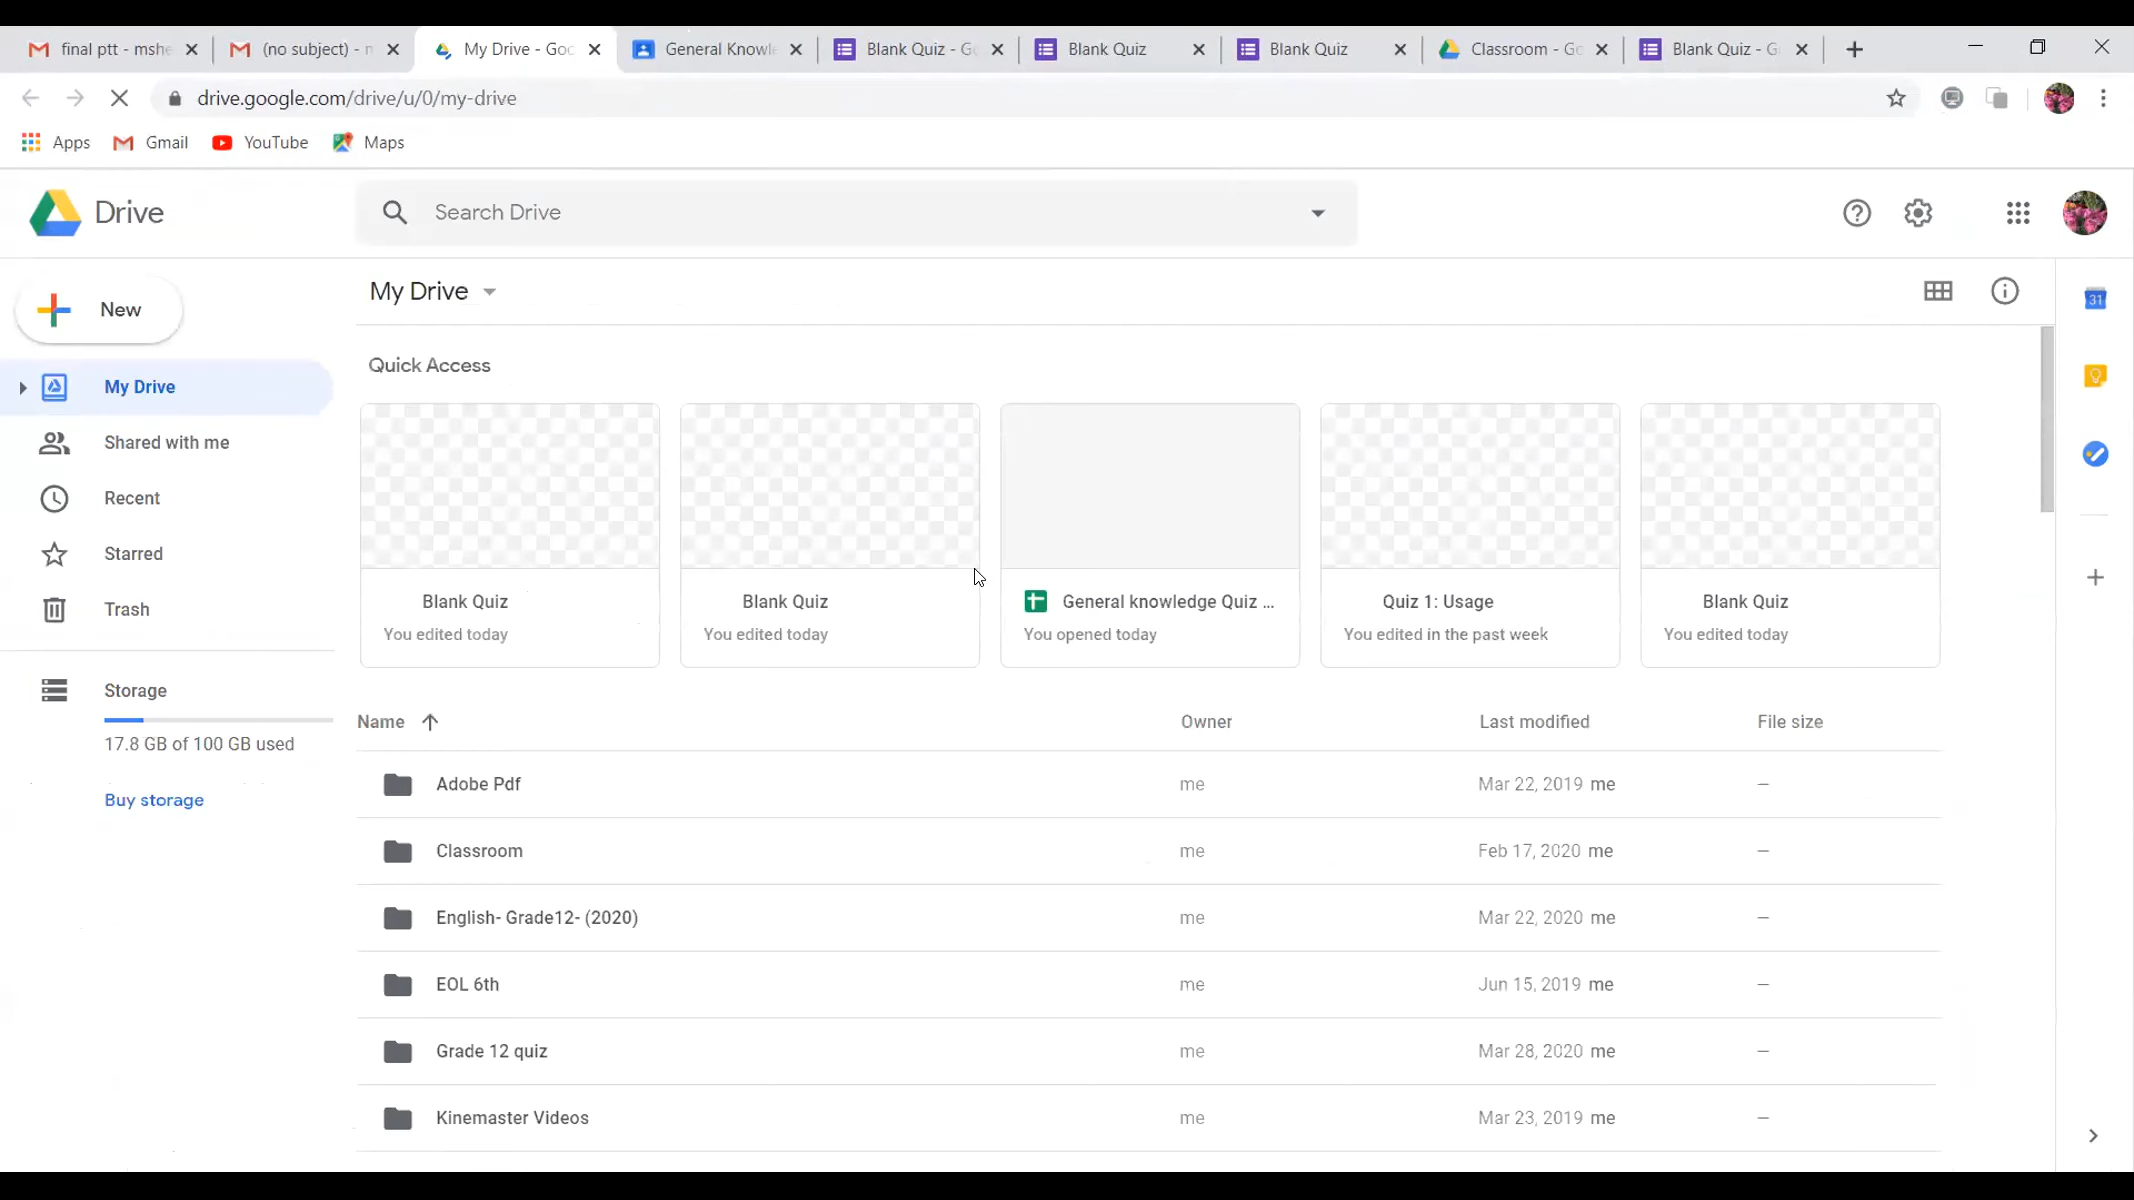 final ptt - mshe
(no subject) - m
My Drive - Goo
General Knowle
Blank Quiz - Go
Blank Quiz
Blank Quiz
Classroom - Go
Blank Quiz - G
drive.google.com/drive/u/0/my-drive
Apps
Gmail
YouTube
Maps
Drive
Search Drive
New
My Drive
Shared with me
Recent
Starred
Trash
Storage
17.8 GB of 100 GB used
Buy storage
My Drive
Quick Access
Blank Quiz
You edited today
Blank Quiz
You edited today
General knowledge Quiz ...
You opened today
Quiz 1: Usage
You edited in the past week
Blank Quiz
You edited today
Name Owner Last modified File size
Adobe Pdf me Mar 22, 2019 me —
Classroom me Feb 17, 2020 me —
English- Grade12- (2020) me Mar 22, 2020 me —
EOL 6th me Jun 15, 2019 me —
Grade 12 quiz me Mar 28, 2020 me —
Kinemaster Videos me Mar 23, 2019 me —
31